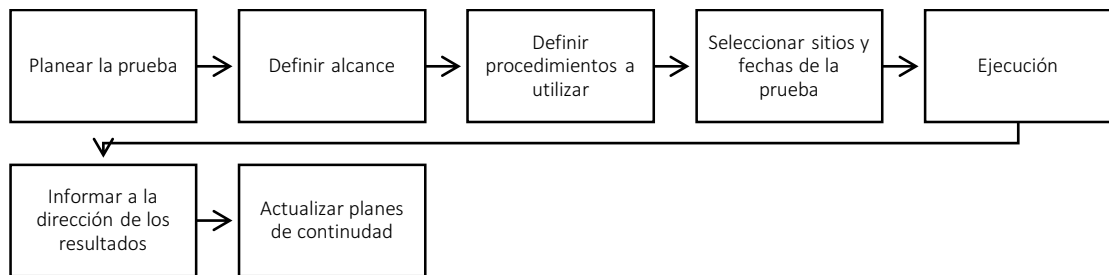 Planear la prueba
Definir alcance
Definir
procedimientos a
utilizar
Seleccionar sitios y
fechas de la
prueba
Ejecución
Informar a la
dirección de los
resultados
Actualizar planes
de continudad